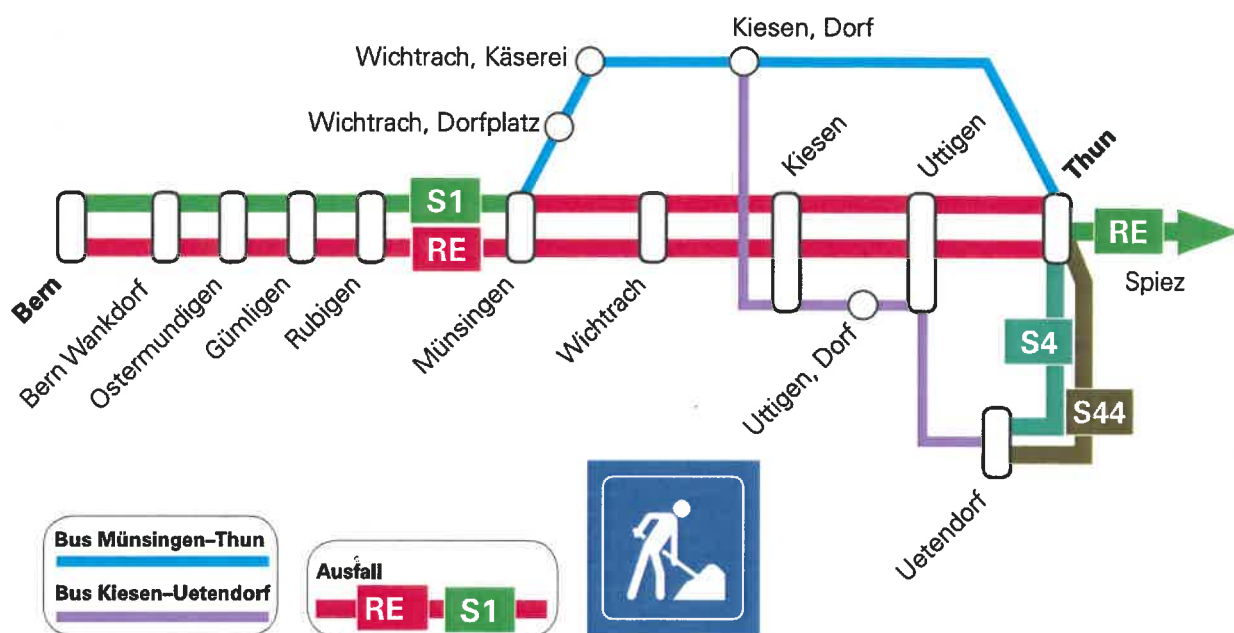 Kiesen, Dorf
Wichtrach, Käserei
Wichtrach, Dorfplatz
Kiesen
Uttigen
Thun
S1
RE
RE
Spiez
Bern
Bern Wankdorf
Ostermundigen
Gümligen
Rubigen
Münsingen
Wichtrach
Uttigen, Dorf
S4
S44
Uetendorf
Bus Münsingen–Thun
Bus Kiesen–Uetendorf
Ausfall
RE S1